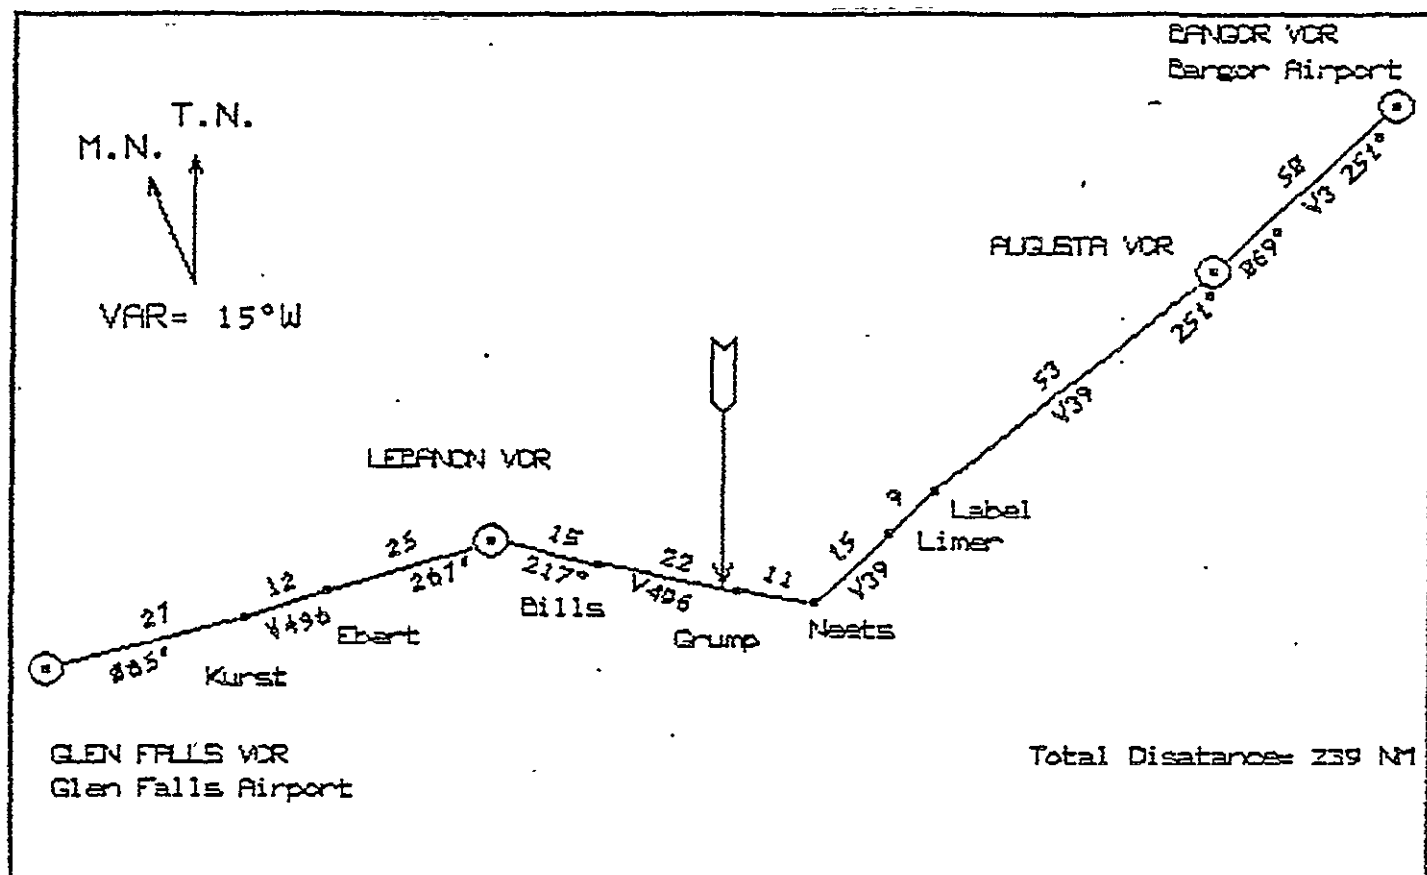 BANGOR VOR
Bangor Airport
T.N.
M.N.
VAR= 15°W
58
V3 251°
069°
AUGUSTA VOR
251°
53
V39
LEBANON VOR
9
Label
15
Limer
V39
25
267°
15
217°
Bills
22
V496
11
Grump
Neets
12
V496
Ebart
27
085°
Kurst
GLEN FALLS VOR
Glen Falls Airport
Total Disatance= 239 NM